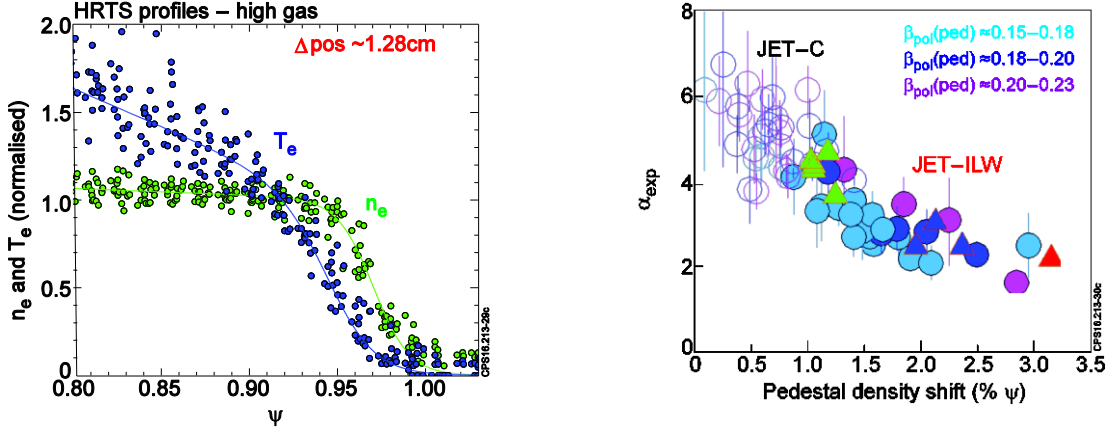 HRTS profiles – high gas
Δpos ~1.28cm
2.0
1.5
1.0
0.5
0
Te
ne
ne and Te (normalised)
0.80
0.85
0.90
0.95
1.00
ψ
CPS16.213-29c
βpol(ped) ≈0.15–0.18
βpol(ped) ≈0.18–0.20
βpol(ped) ≈0.20–0.23
JET–C
JET–ILW
8
6
4
2
0
αexp
0
0.5
1.0
1.5
2.0
2.5
3.0
3.5
Pedestal density shift (% ψ)
CPS16.213-30c